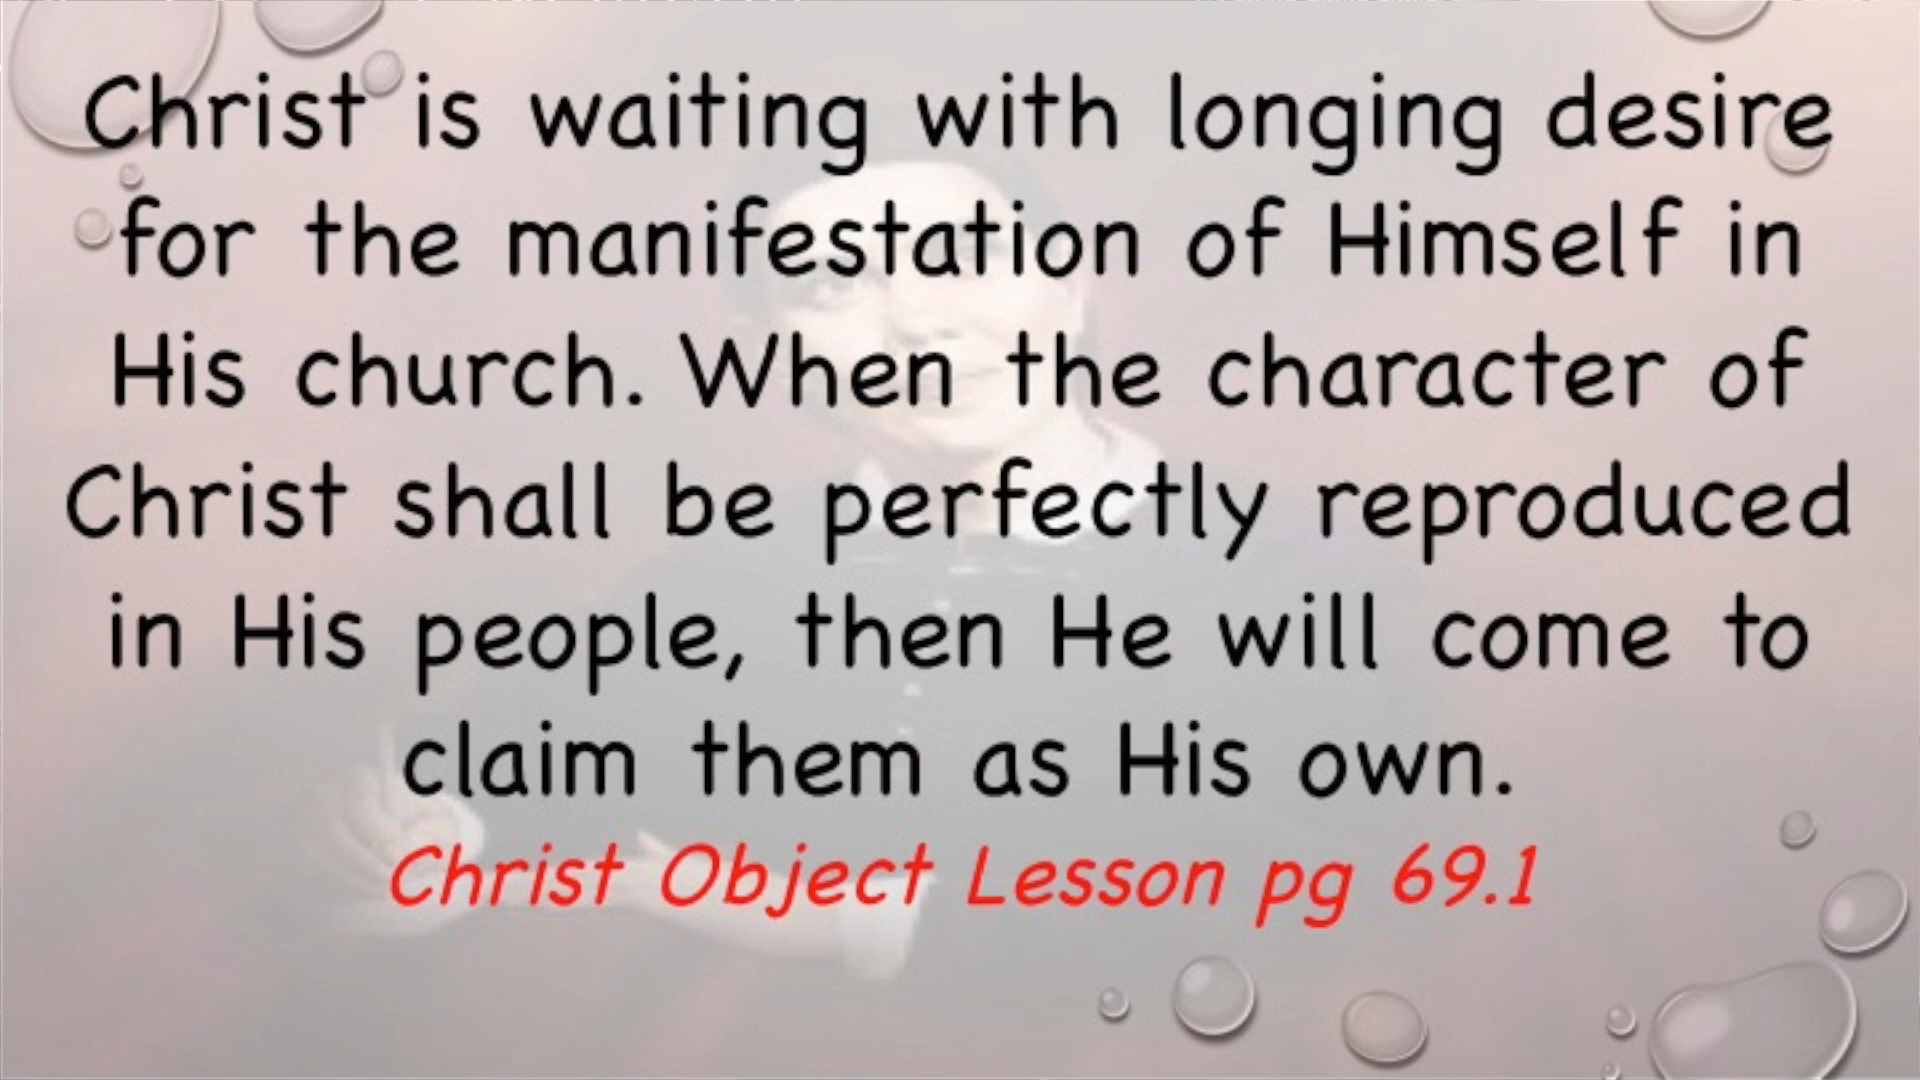 Christ is waiting with longing desire
for the manifestation of Himself in
His church. When the character of
Christ shall be perfectly reproduced
in His people, then He will come to
claim them as His own.
Christ Object Lesson pg 69.1